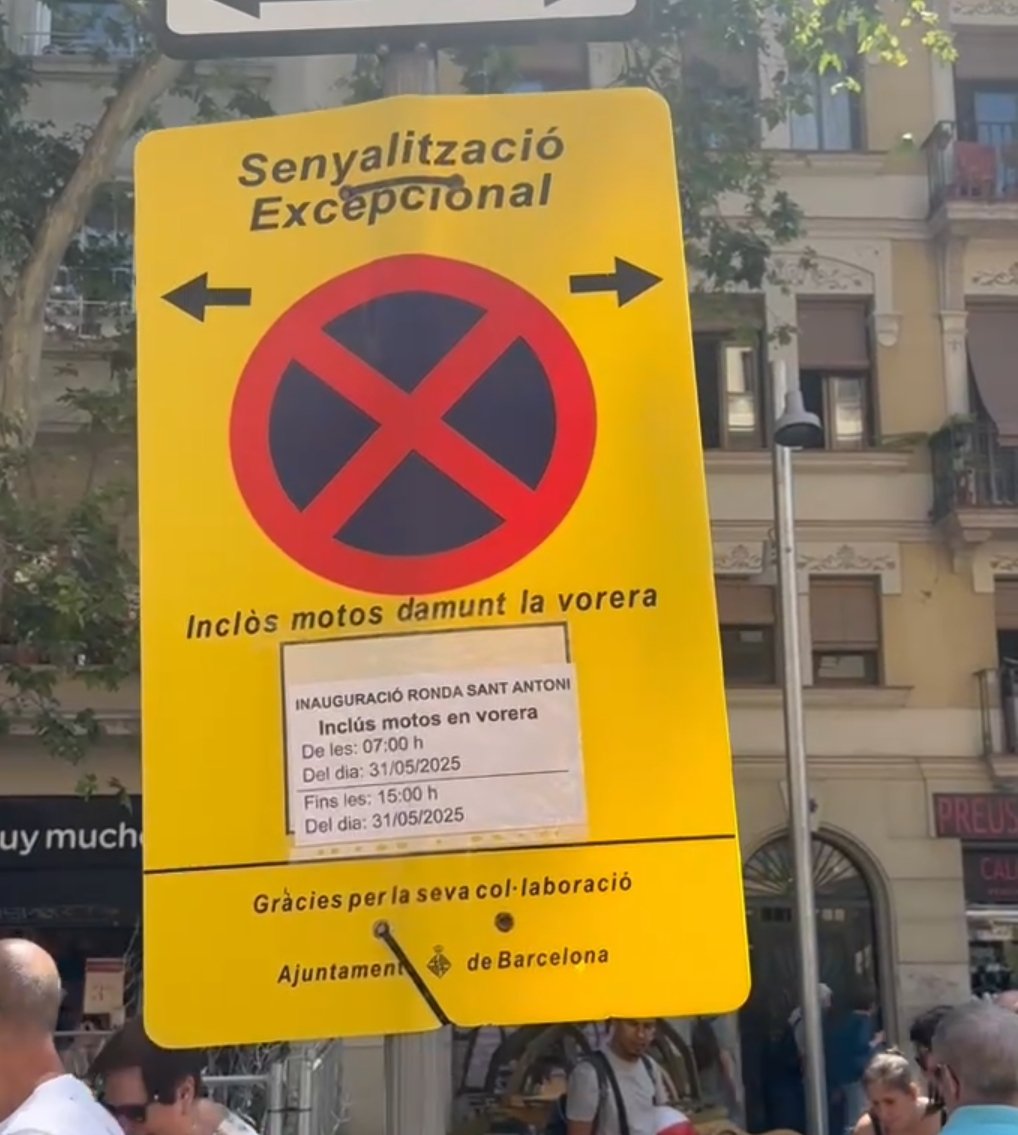 Senyalització
Excepcional
Inclòs motos damunt la vorera
INAUGURACIÓ RONDA SANT ANTONI
Inclús motos en vorera
De les: 07:00 h
Del dia: 31/05/2025
Fins les: 15:00 h
Del dia: 31/05/2025
Gràcies per la seva col·laboració
Ajuntament de Barcelona
uy mucho
PREUS